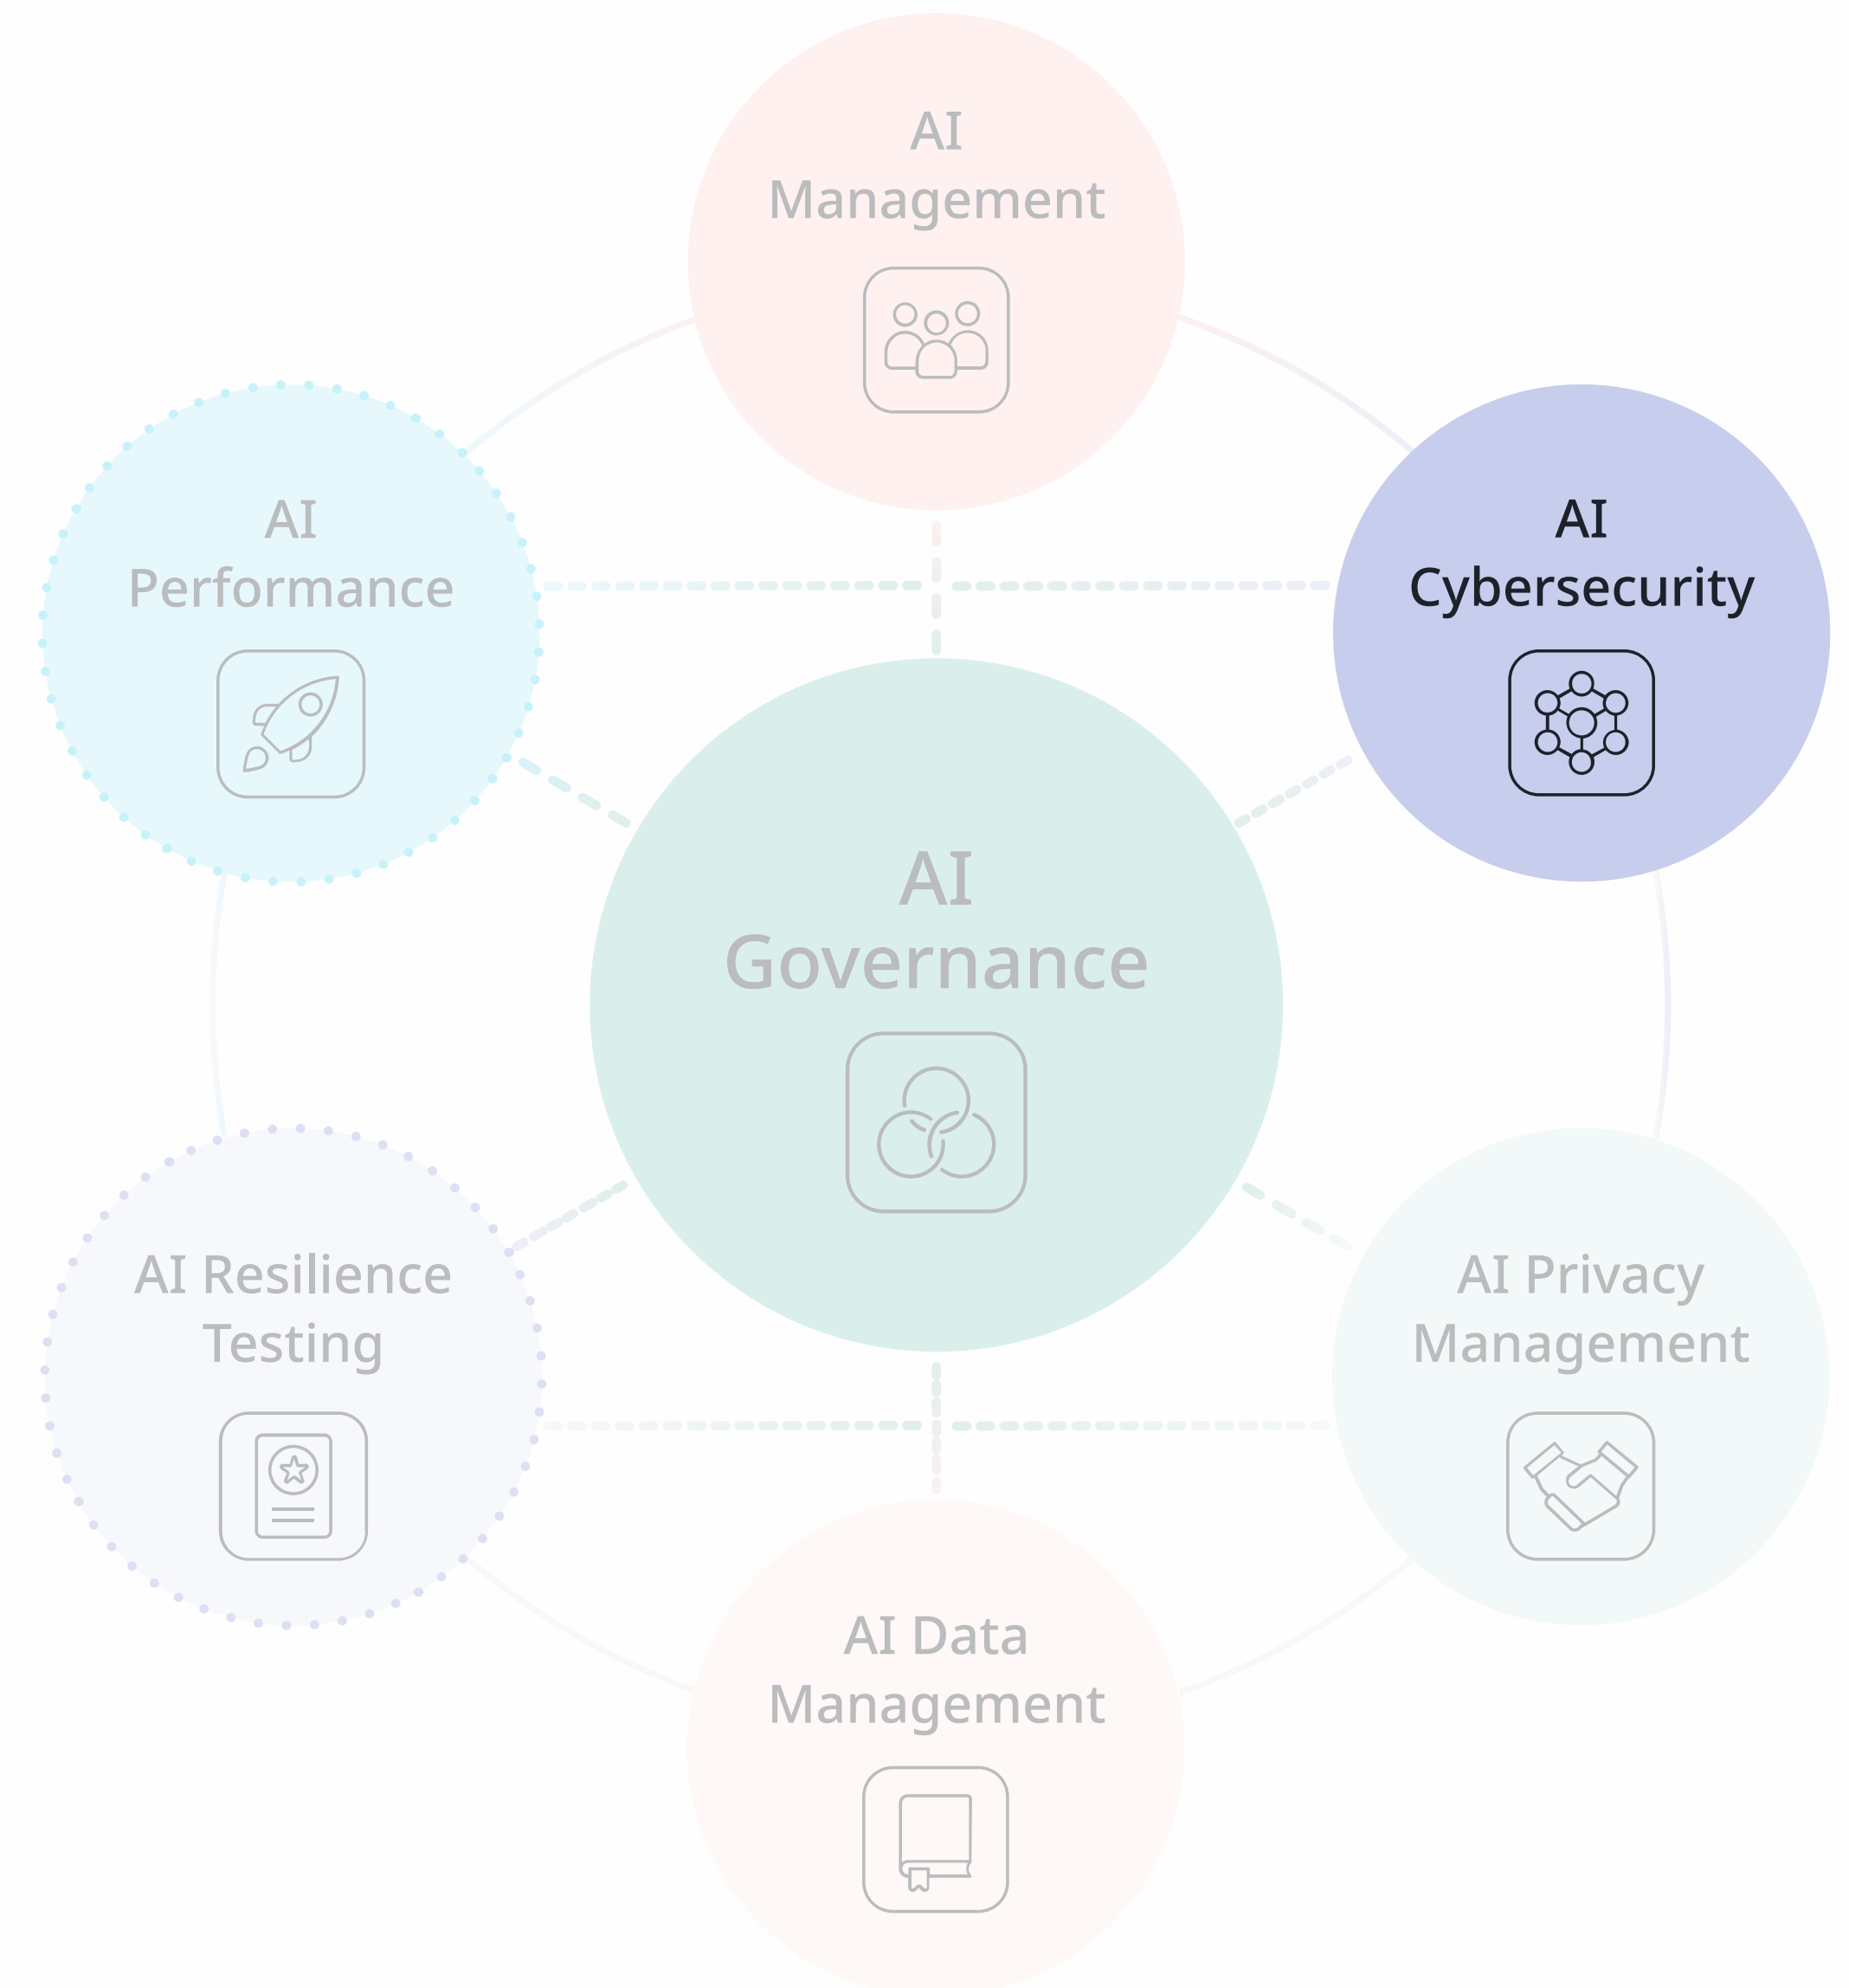 AI
Management
AI
Performance
AI
Cybersecurity
AI
Governance
AI Resilience
Testing
AI Privacy
Management
AI Data
Management